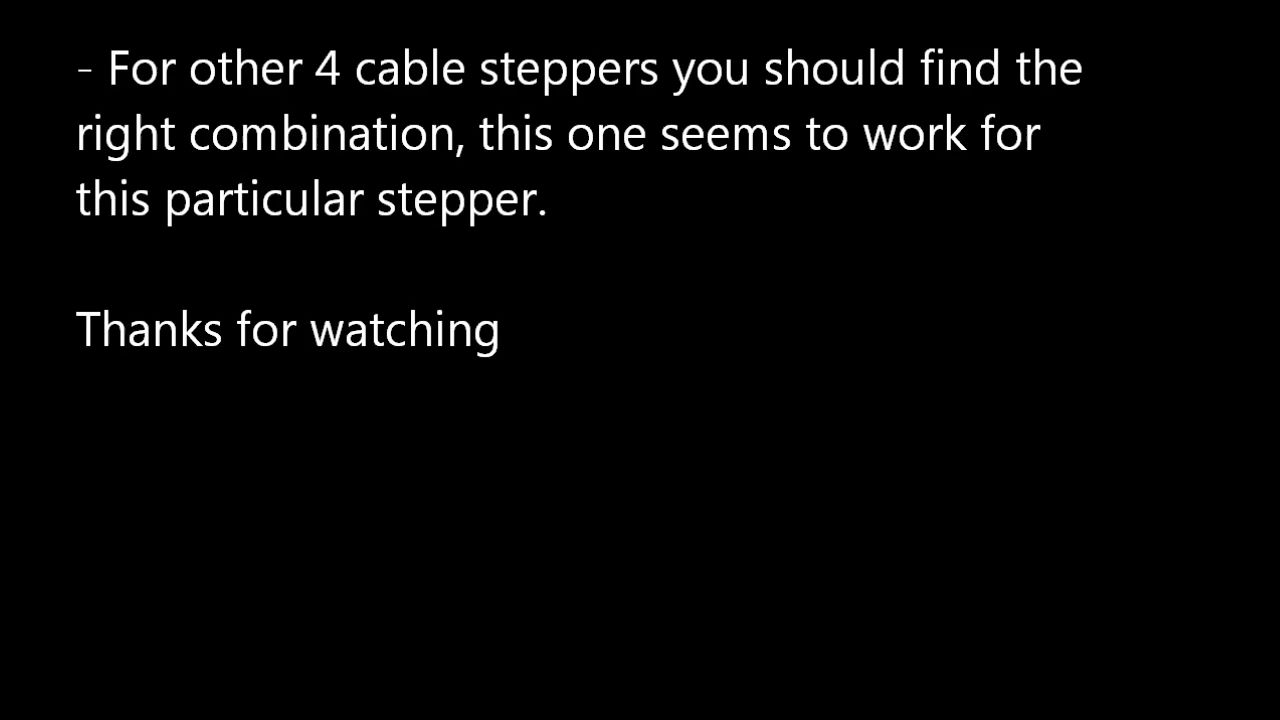 - For other 4 cable steppers you should find the
right combination, this one seems to work for
this particular stepper.
Thanks for watching